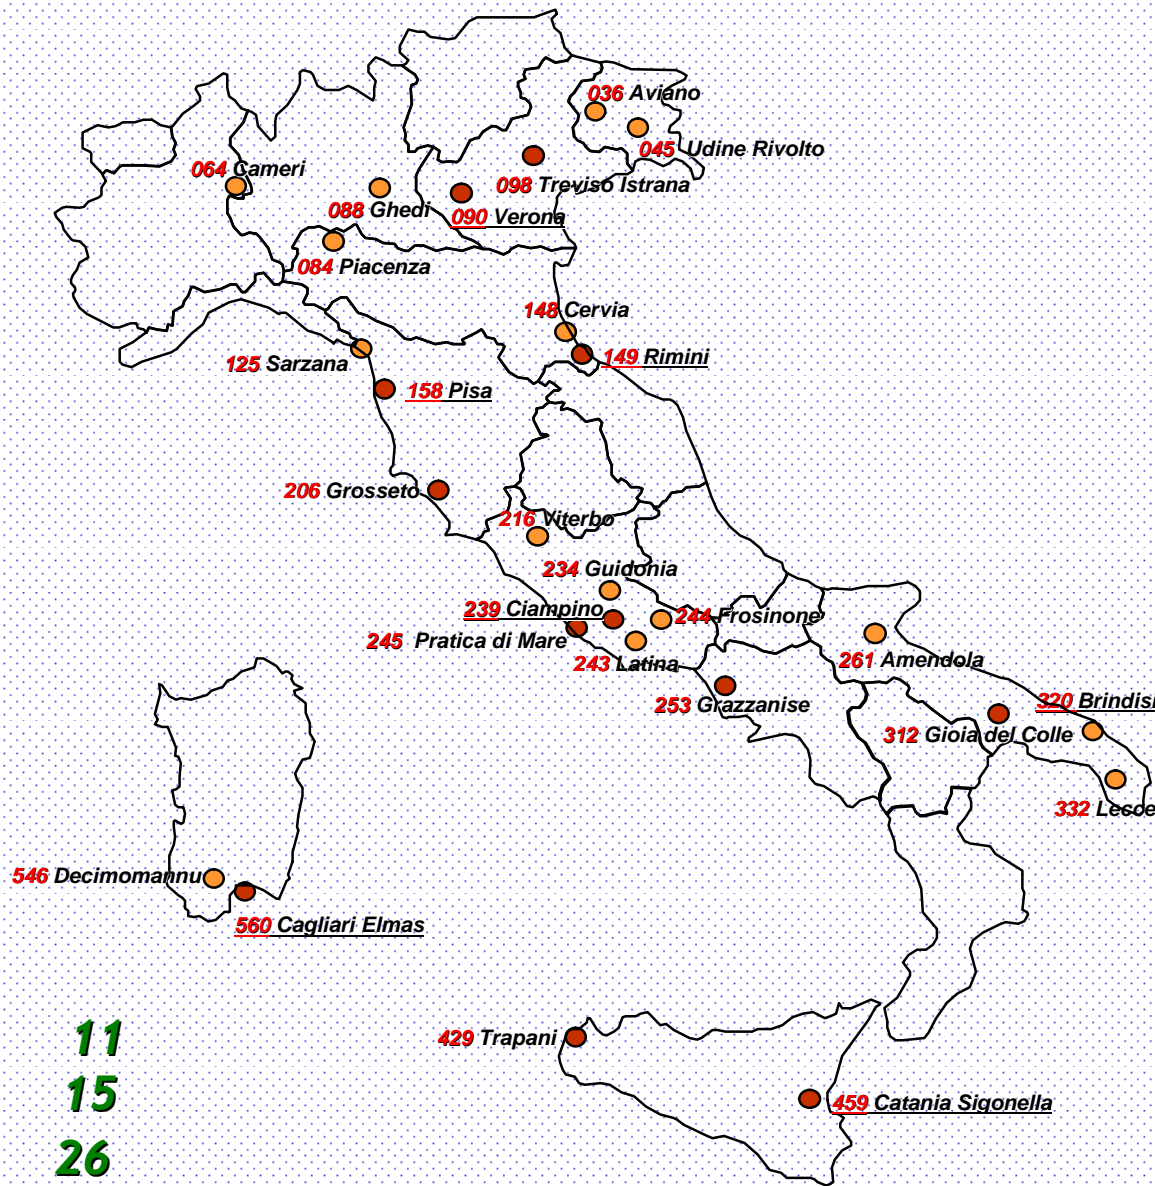 036 Aviano
045 Udine Rivolto
064 Cameri
098 Treviso Istrana
088 Ghedi
090 Verona
084 Piacenza
148 Cervia
149 Rimini
125 Sarzana
158 Pisa
206 Grosseto
216 Viterbo
234 Guidonia
239 Ciampino
244 Frosinone
245 Pratica di Mare
243 Latina
261 Amendola
253 Grazzanise
320 Brindisi
312 Gioia del Colle
332 Lecce
546 Decimomannu
560 Cagliari Elmas
429 Trapani
459 Catania Sigonella
11
15
26